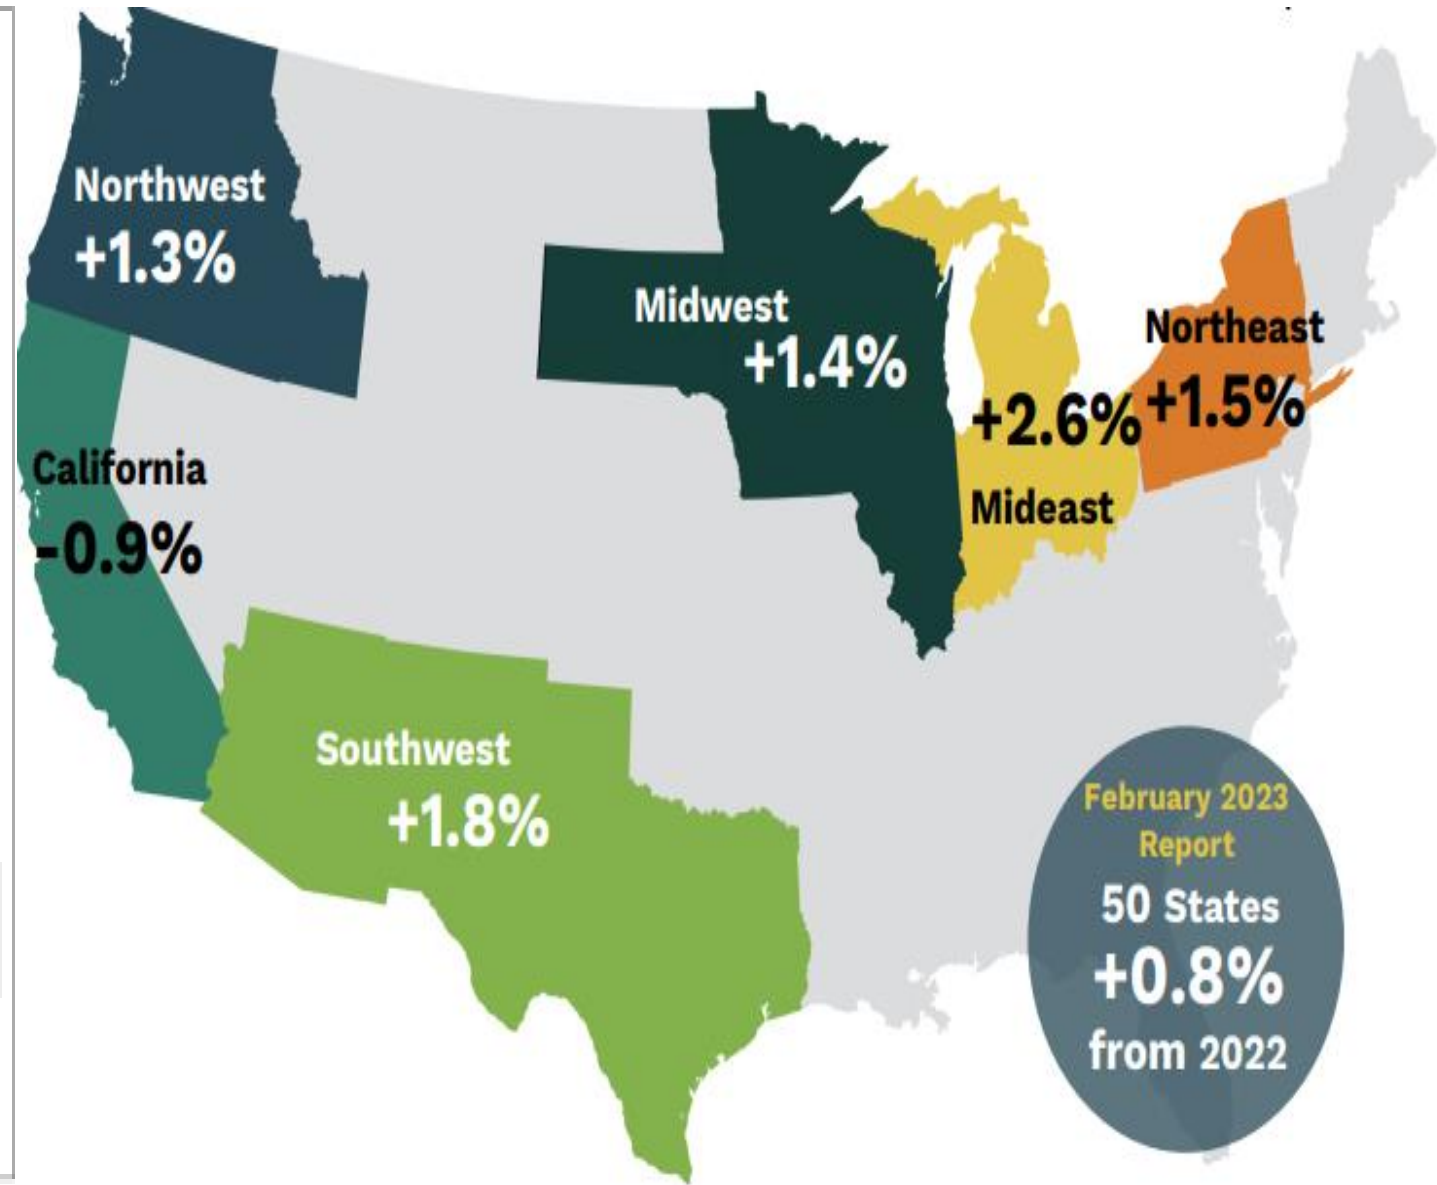 Northwest
+1.3%
Midwest
+1.4%
Northeast
+1.5%
+2.6%
Mideast
California
-0.9%
Southwest
+1.8%
February 2023
Report
50 States
+0.8%
from 2022